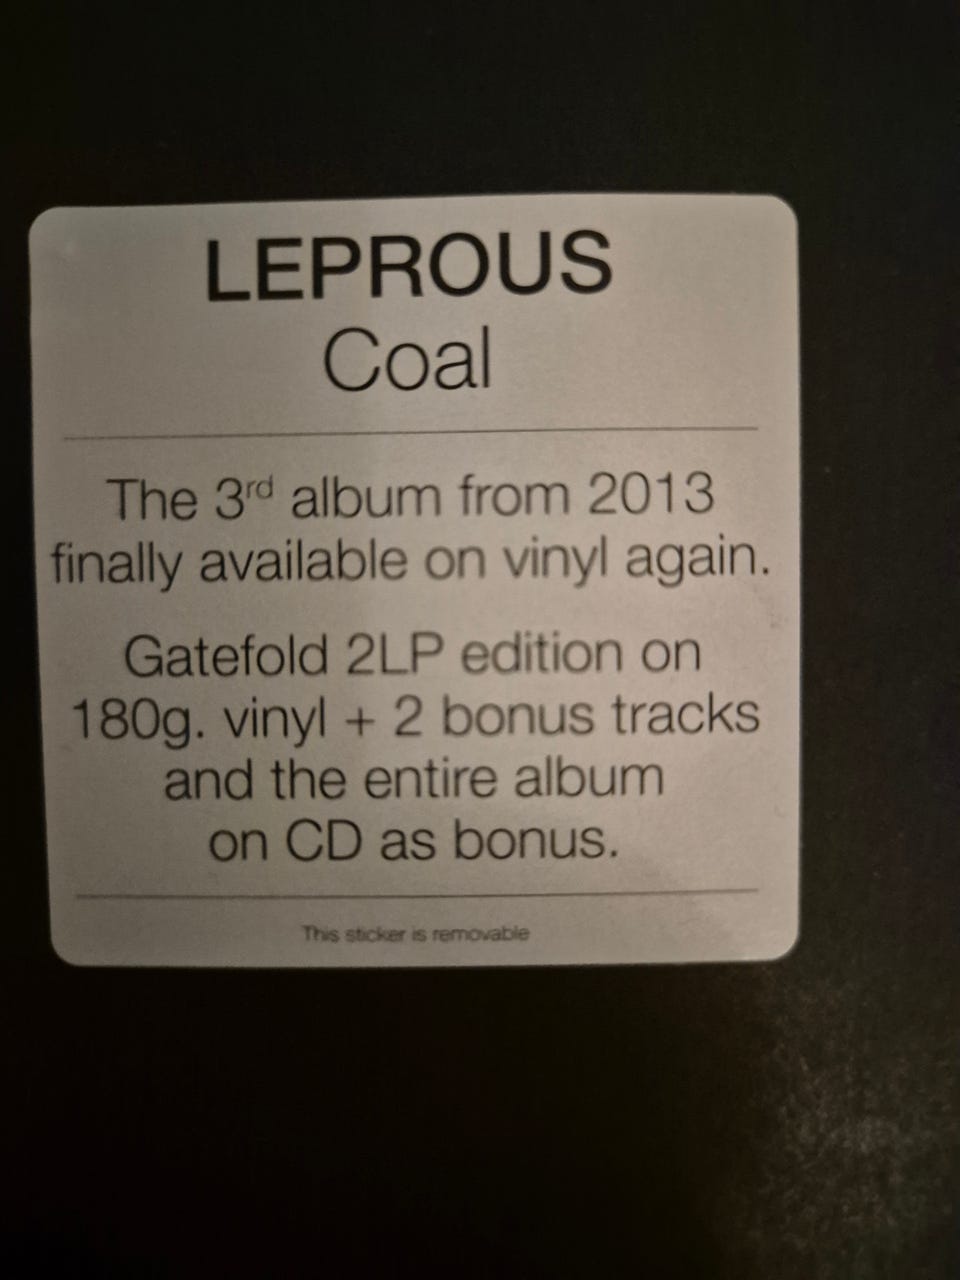 LEPROUS
Coal
The 3rd album from 2013
finally available on vinyl again.
Gatefold 2LP edition on
180g. vinyl + 2 bonus tracks
and the entire album
on CD as bonus.
This sticker is removable